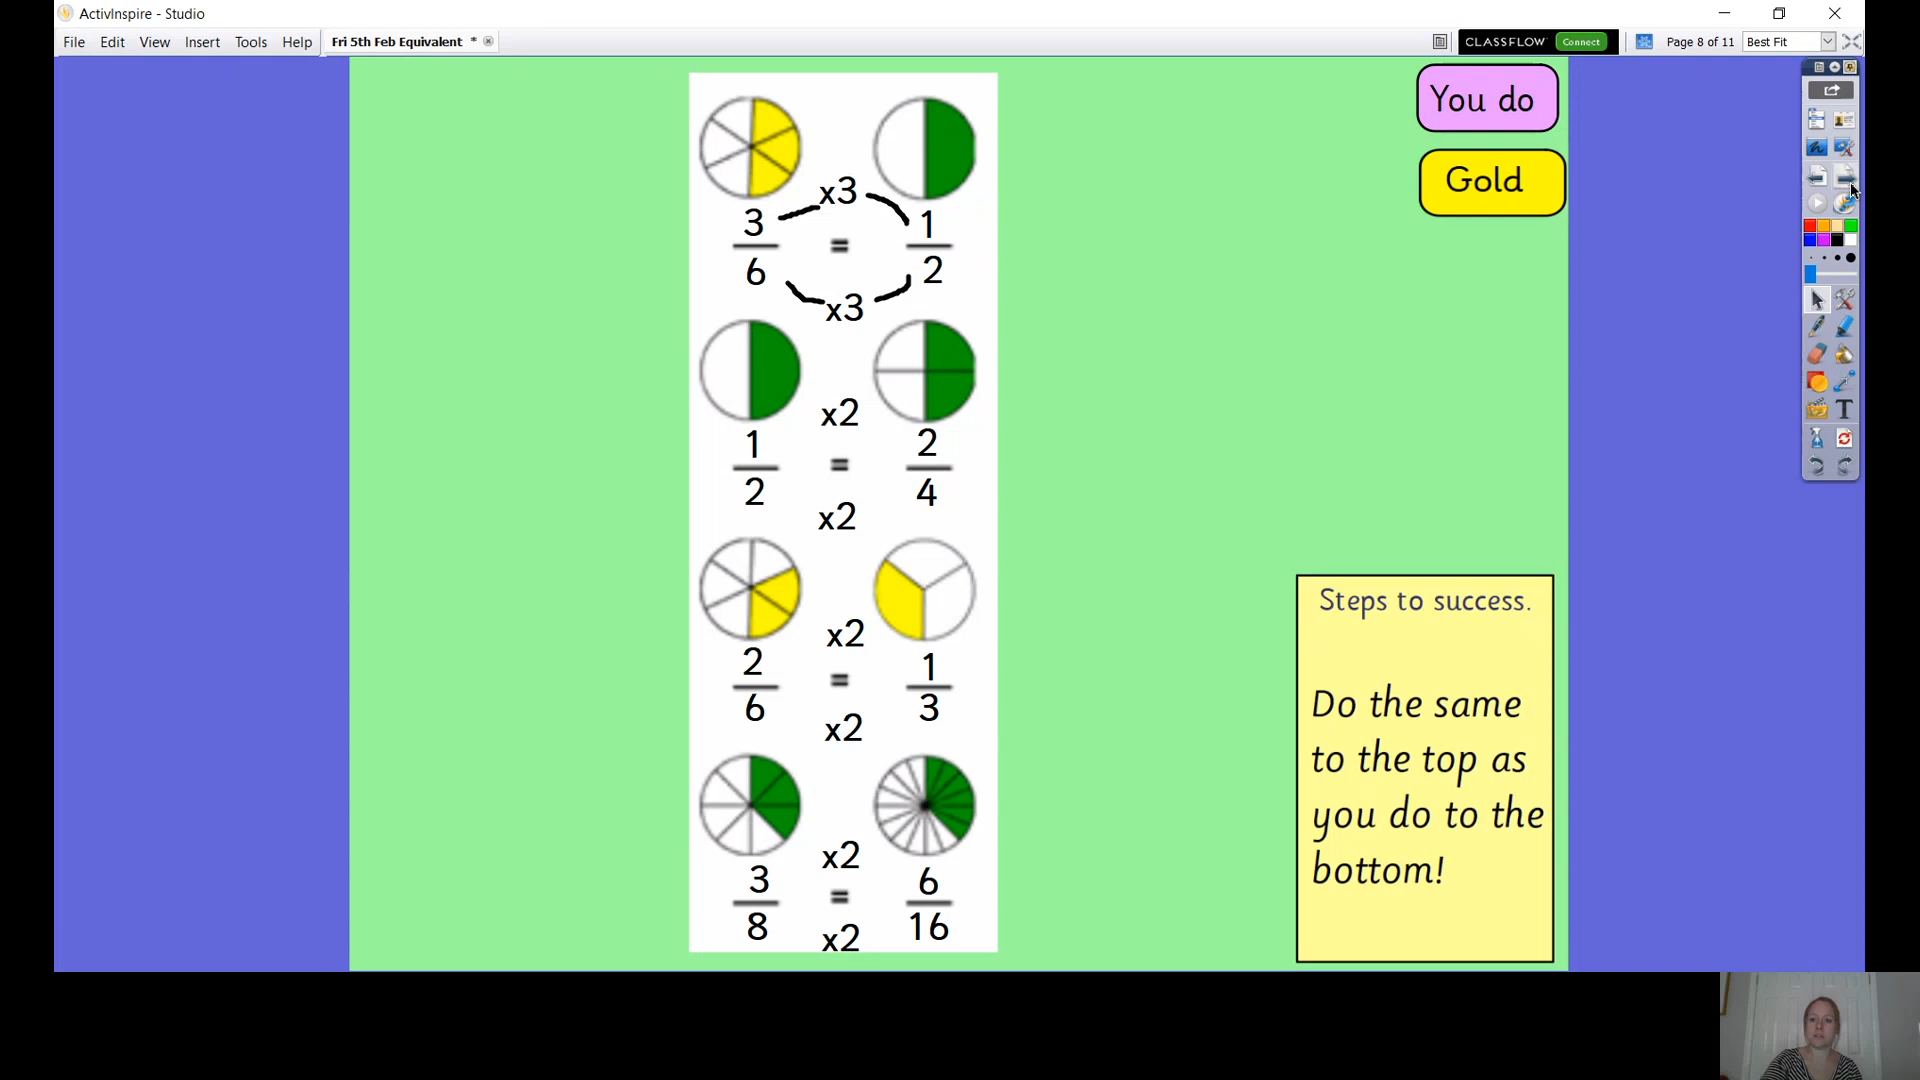 ActivInspire - Studio
File Edit View Insert Tools Help Fri 5th Feb Equivalent * CLASSFLOW Connect Page 8 of 11 Best Fit
You do
Gold
x3
3 1
= 
6 2
x3
x2
1 2
=
2 4
x2
x2
2 1
=
6 3
x2
x2
3 6
=
8 16
x2
Steps to success.
Do the same
to the top as
you do to the
bottom!